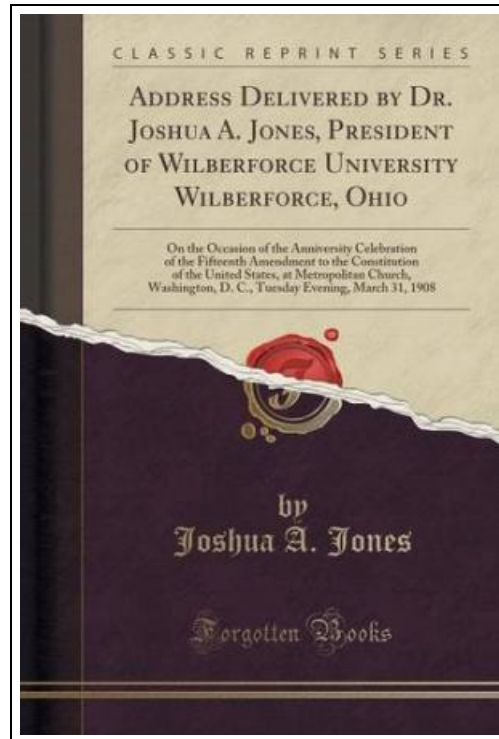 CLASSIC REPRINT SERIES
ADDRESS DELIVERED BY DR.
JOSHUA A. JONES, PRESIDENT
OF WILBERFORCE UNIVERSITY
WILBERFORCE, OHIO
On the Occasion of the Anniversity Celebration
of the Fifteenth Amendment to the Constitution
of the United States, at Metropolitan Church,
Washington, D. C., Tuesday Evening, March 31, 1908
by
Joshua A. Jones
Forgotten Books